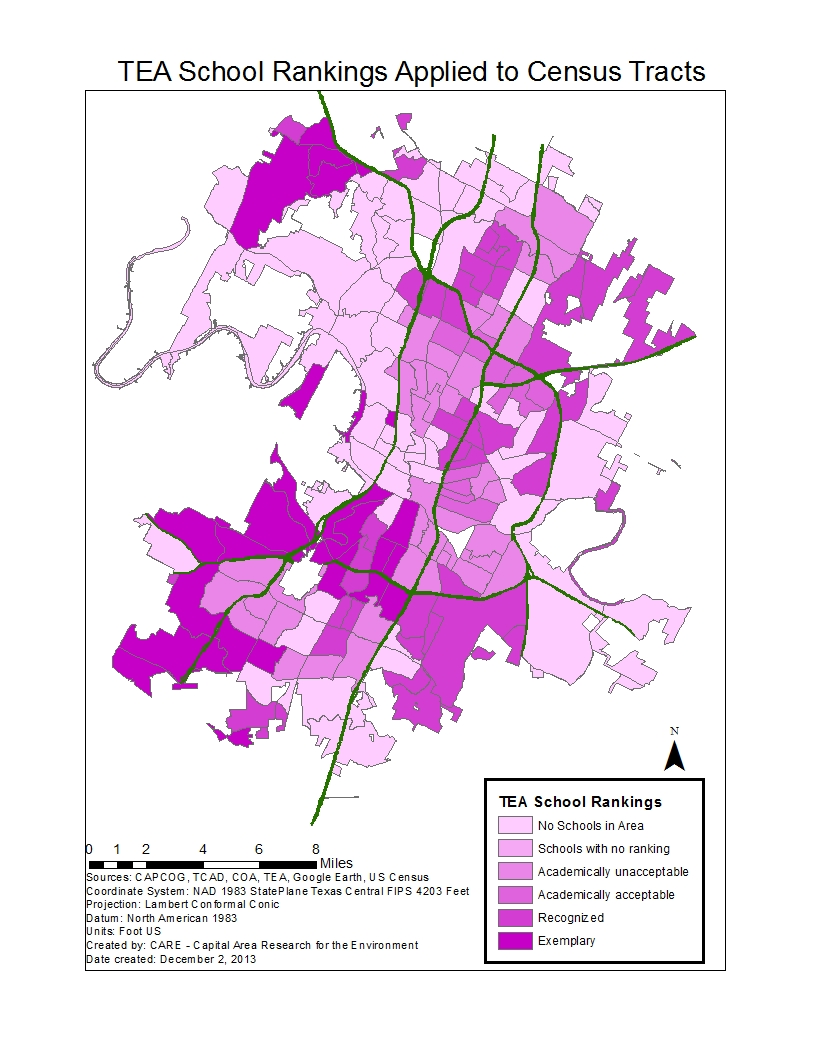 TEA School Rankings Applied to Census Tracts
N
TEA School Rankings
No Schools in Area
Schools with no ranking
Academically unacceptable
Academically acceptable
Recognized
Exemplary
0 1 2 4 6 8
Miles
Sources: CAPCOG, TCAD, COA, TEA, Google Earth, US Census
Coordinate System: NAD 1983 StatePlane Texas Central FIPS 4203 Feet
Projection: Lambert Conformal Conic
Datum: North American 1983
Units: Foot US
Created by: CARE - Capital Area Research for the Environment
Date created: December 2, 2013